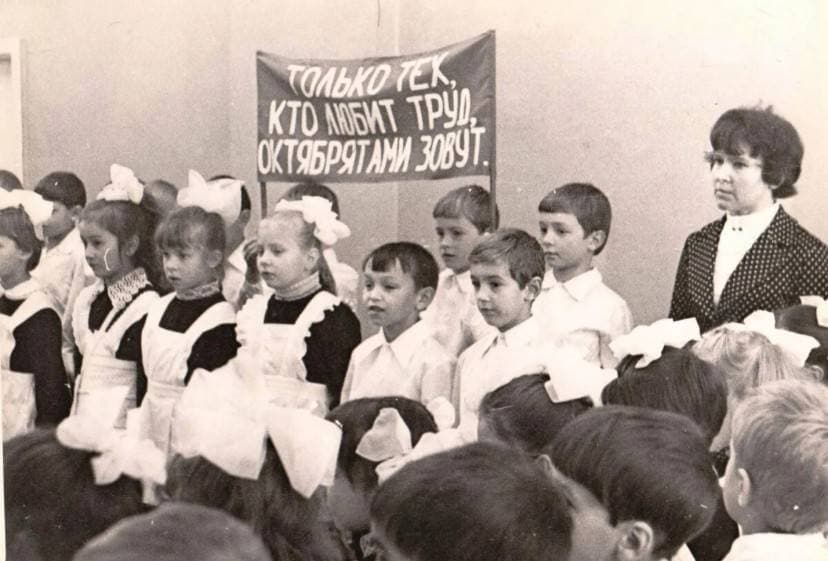 ТОЛЬКО ТЕХ,
КТО ЛЮБИТ ТРУД,
ОКТЯБРЯТАМИ ЗОВУТ.